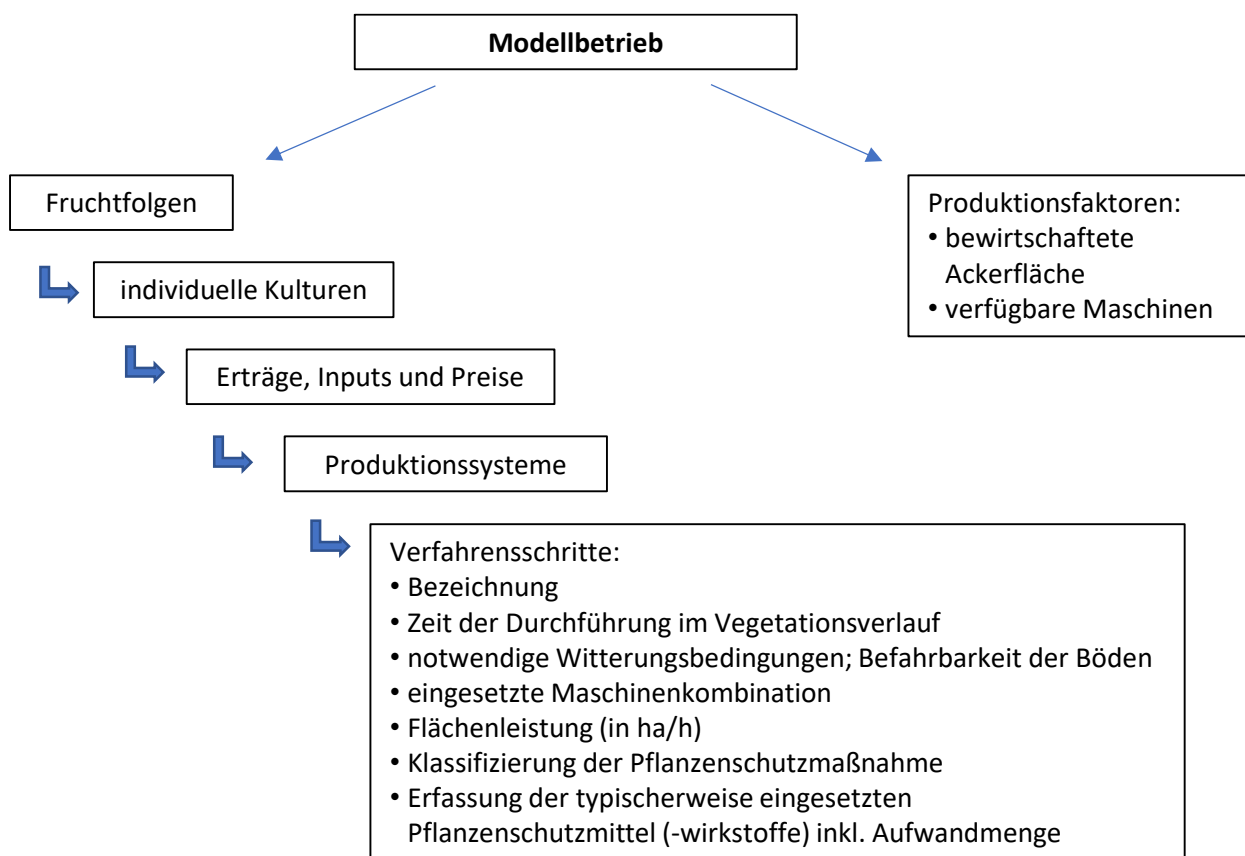 Modellbetrieb
Fruchtfolgen
Produktionsfaktoren:
• bewirtschaftete
Ackerfläche
• verfügbare Maschinen
individuelle Kulturen
Erträge, Inputs und Preise
Produktionssysteme
Verfahrensschritte:
• Bezeichnung
• Zeit der Durchführung im Vegetationsverlauf
• notwendige Witterungsbedingungen; Befahrbarkeit der Böden
• eingesetzte Maschinenkombination
• Flächenleistung (in ha/h)
• Klassifizierung der Pflanzenschutzmaßnahme
• Erfassung der typischerweise eingesetzten
Pflanzenschutzmittel (-wirkstoffe) inkl. Aufwandmenge